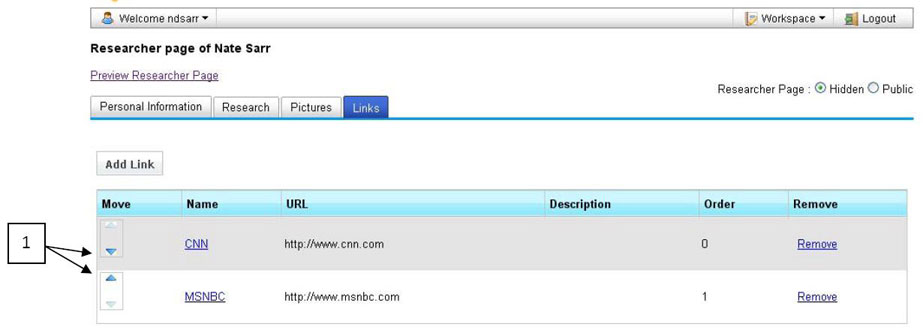 Welcome ndsarr Workspace Logout
Researcher page of Nate Sarr
Preview Researcher Page
Researcher Page : Hidden Public
Personal Information Research Pictures Links
Add Link
Move Name URL Description Order Remove
1
CNN http://www.cnn.com 0 Remove
MSNBC http://www.msnbc.com 1 Remove